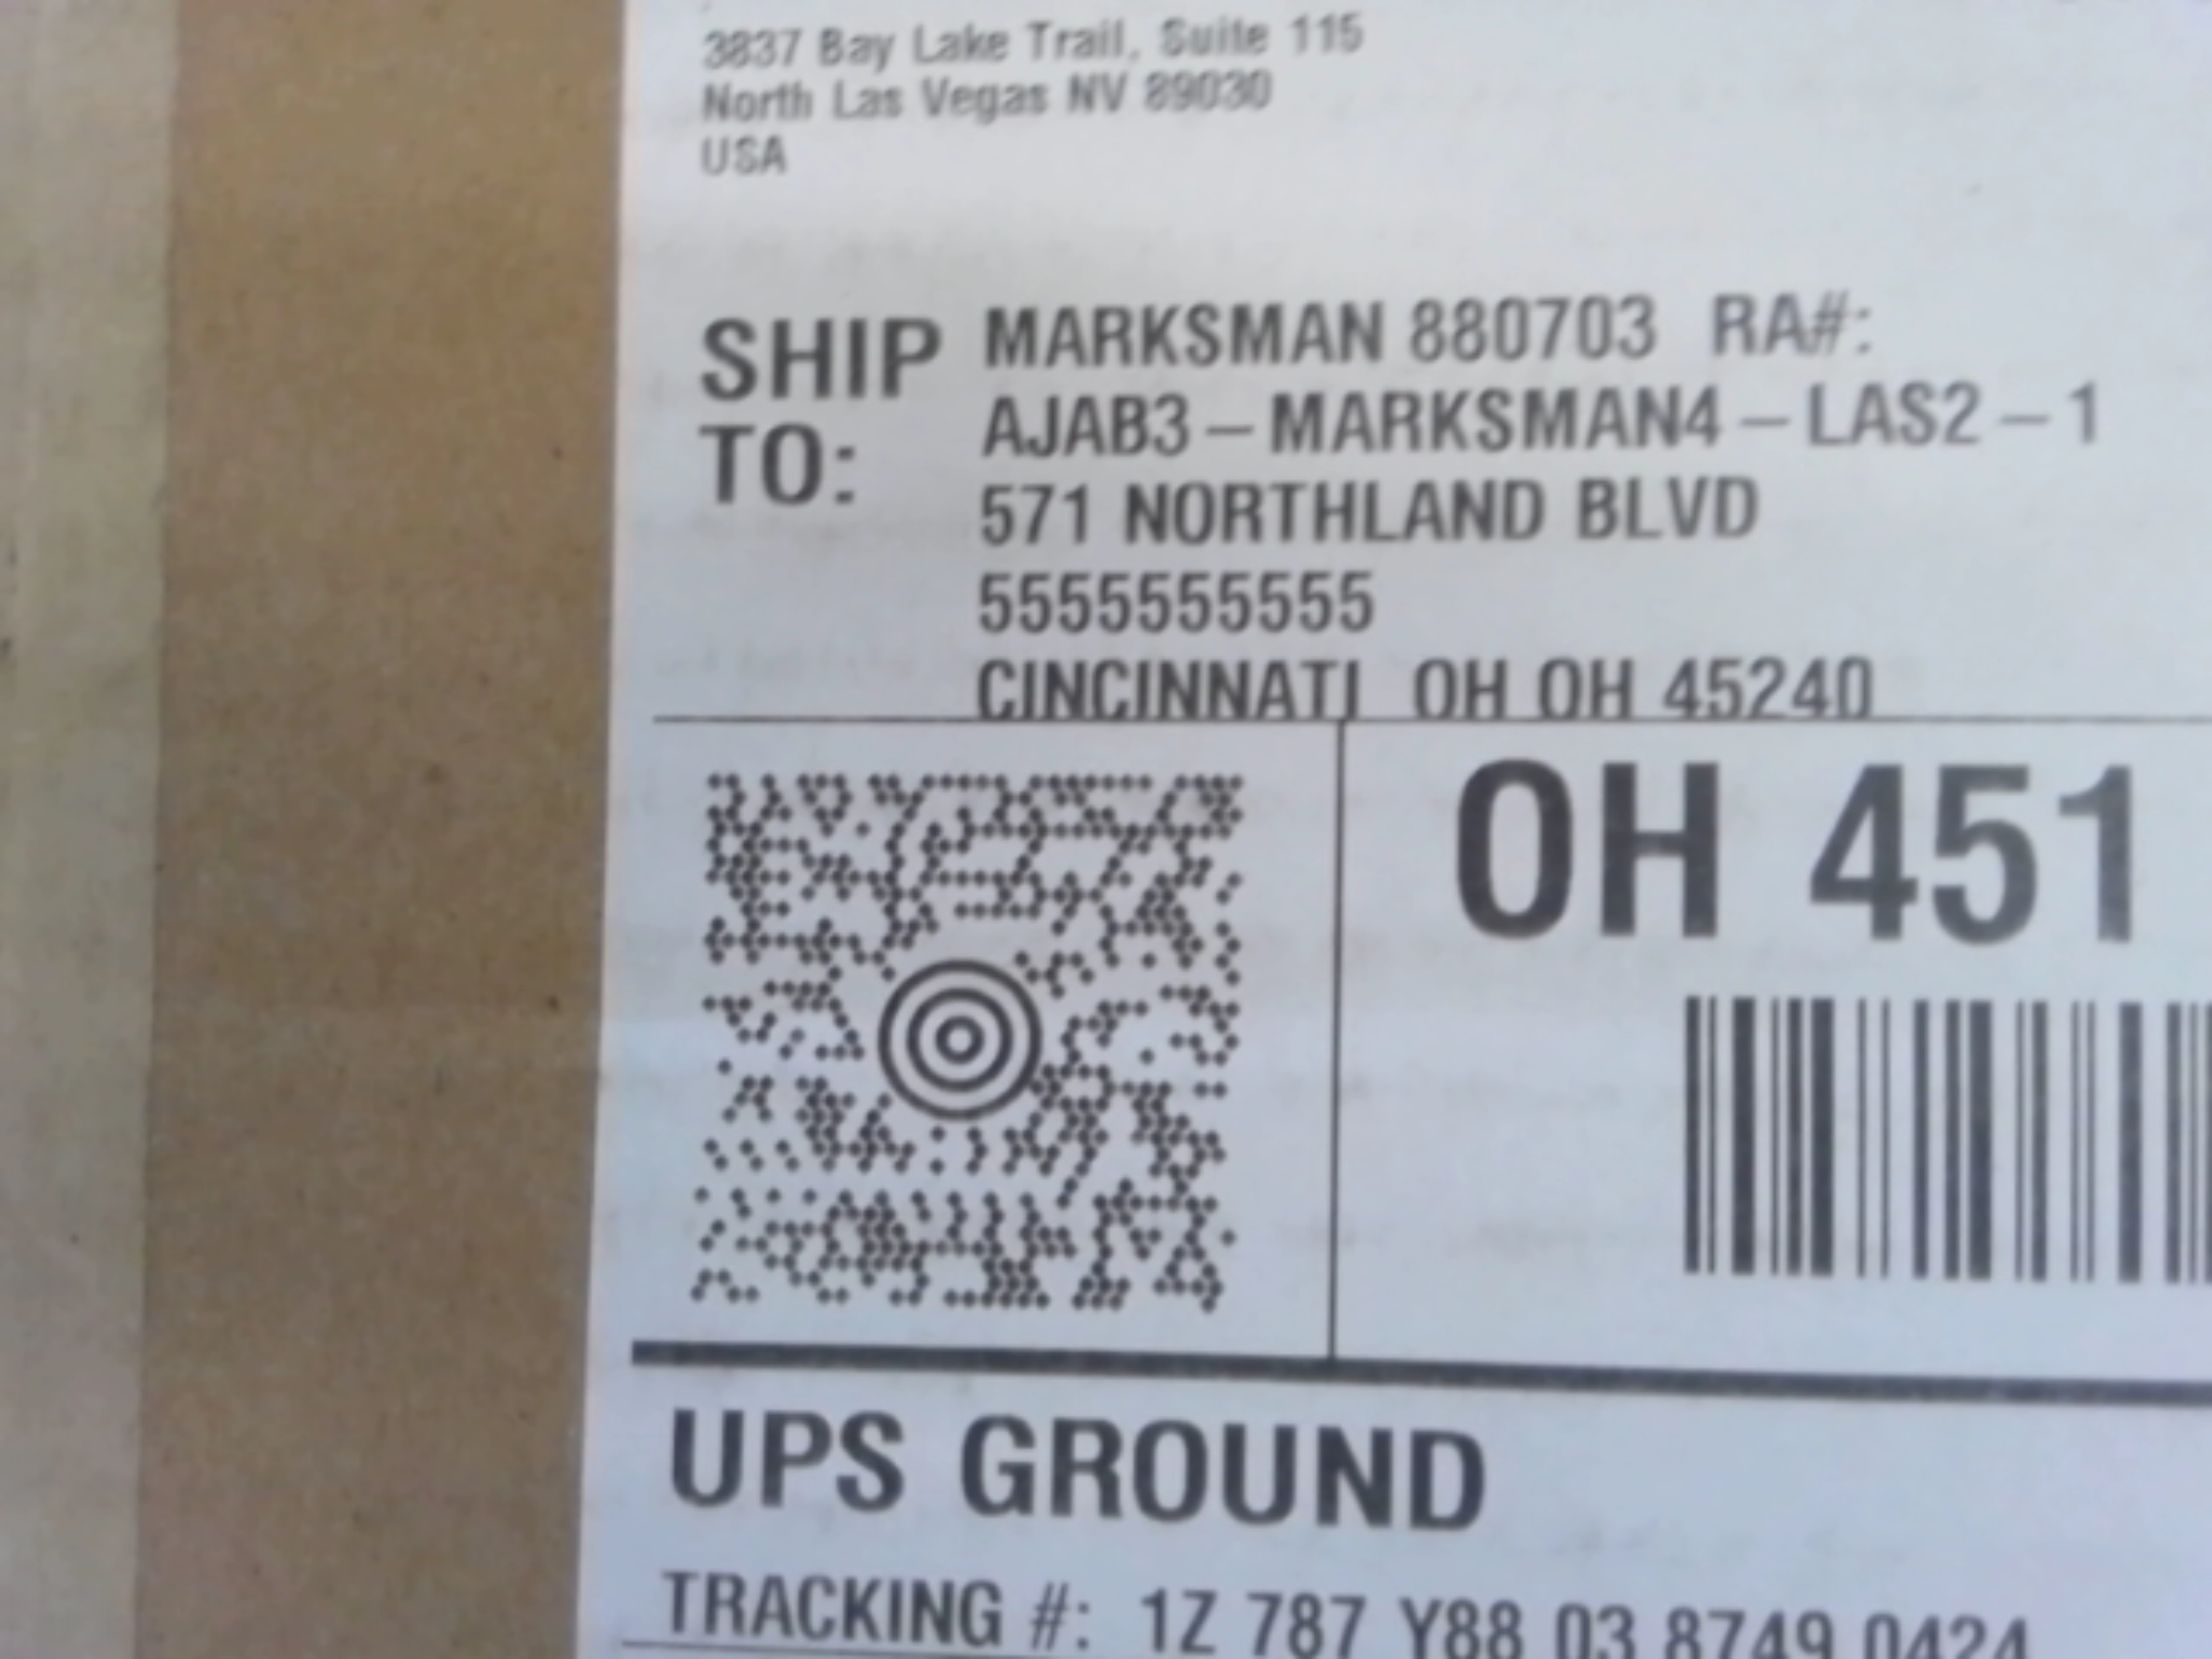 3837 Bay Lake Trail, Suite 115
North Las Vegas NV 89030
USA
SHIP TO:
MARKSMAN 880703 RA#:
AJAB3 – MARKSMAN4 – LAS2 – 1
571 NORTHLAND BLVD
5555555555
CINCINNATI OH OH 45240
OH 451
UPS GROUND
TRACKING #: 1Z 787 Y88 03 8749 0424